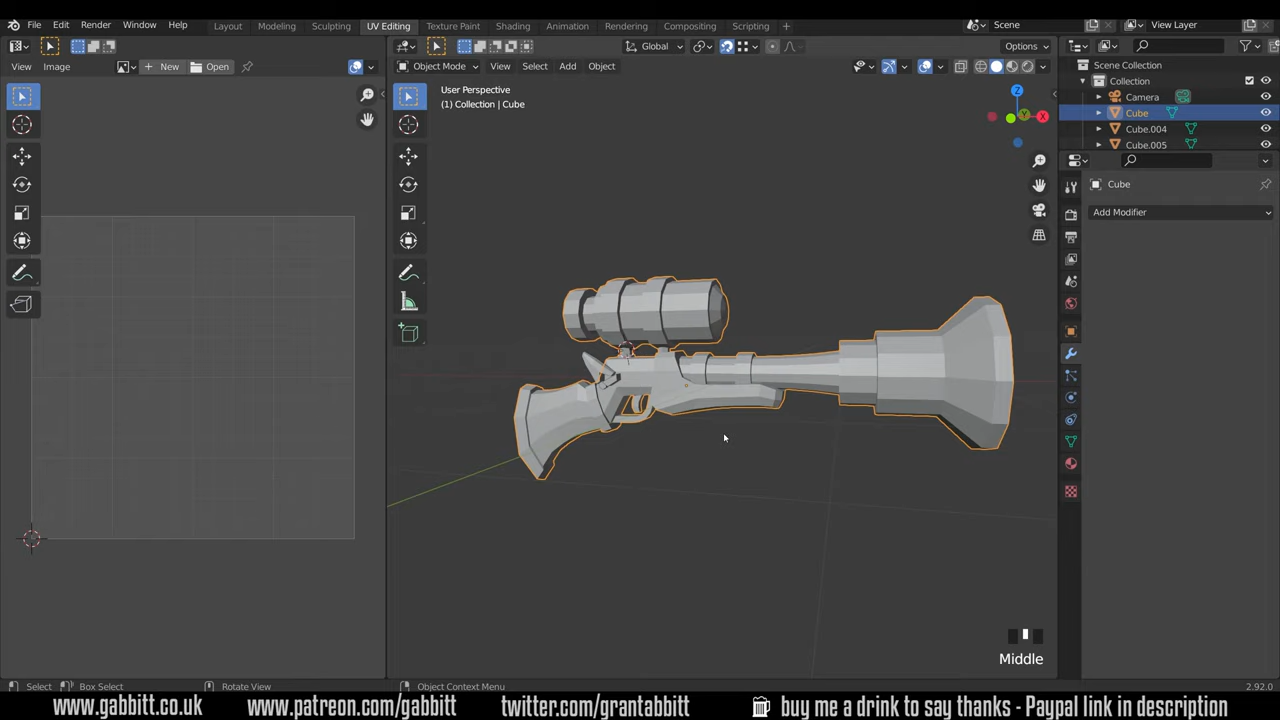 File Edit Render Window Help Layout Modeling Sculpting UV Editing Texture Paint Shading Animation Rendering Compositing Scripting + Scene View Layer
Global Options
View Image New Open Object Mode View Select Add Object
Scene Collection
Collection
Camera
Cube
Cube.004
Cube.005
User Perspective
(1) Collection | Cube
Z
Y
X
Cube
Add Modifier
Middle
Select Box Select Rotate View Object Context Menu 2.92.0
www.gabbitt.co.uk www.patreon.com/gabbitt twitter.com/grantabbitt buy me a drink to say thanks - Paypal link in description